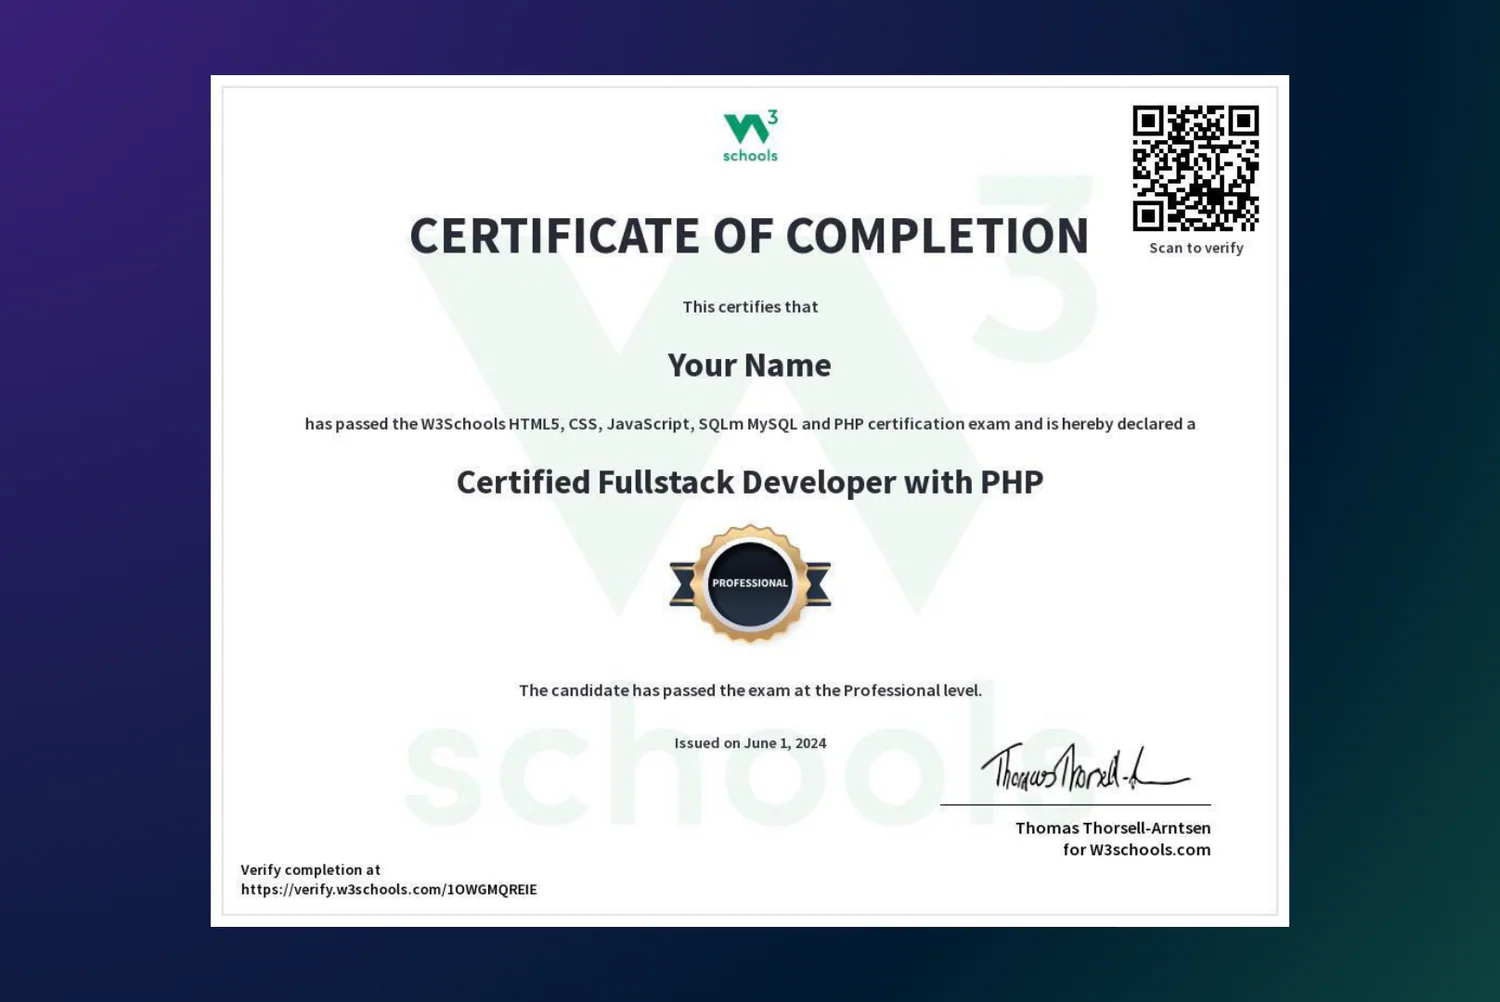 W3
schools
CERTIFICATE OF COMPLETION
Scan to verify
This certifies that
Your Name
has passed the W3Schools HTML5, CSS, JavaScript, SQLm MySQL and PHP certification exam and is hereby declared a
Certified Fullstack Developer with PHP
PROFESSIONAL
The candidate has passed the exam at the Professional level.
Issued on June 1, 2024
Thomas Thorsell-A
Thomas Thorsell-Arntsen
for W3schools.com
Verify completion at
https://verify.w3schools.com/1OWGMQREIE
W3
schools